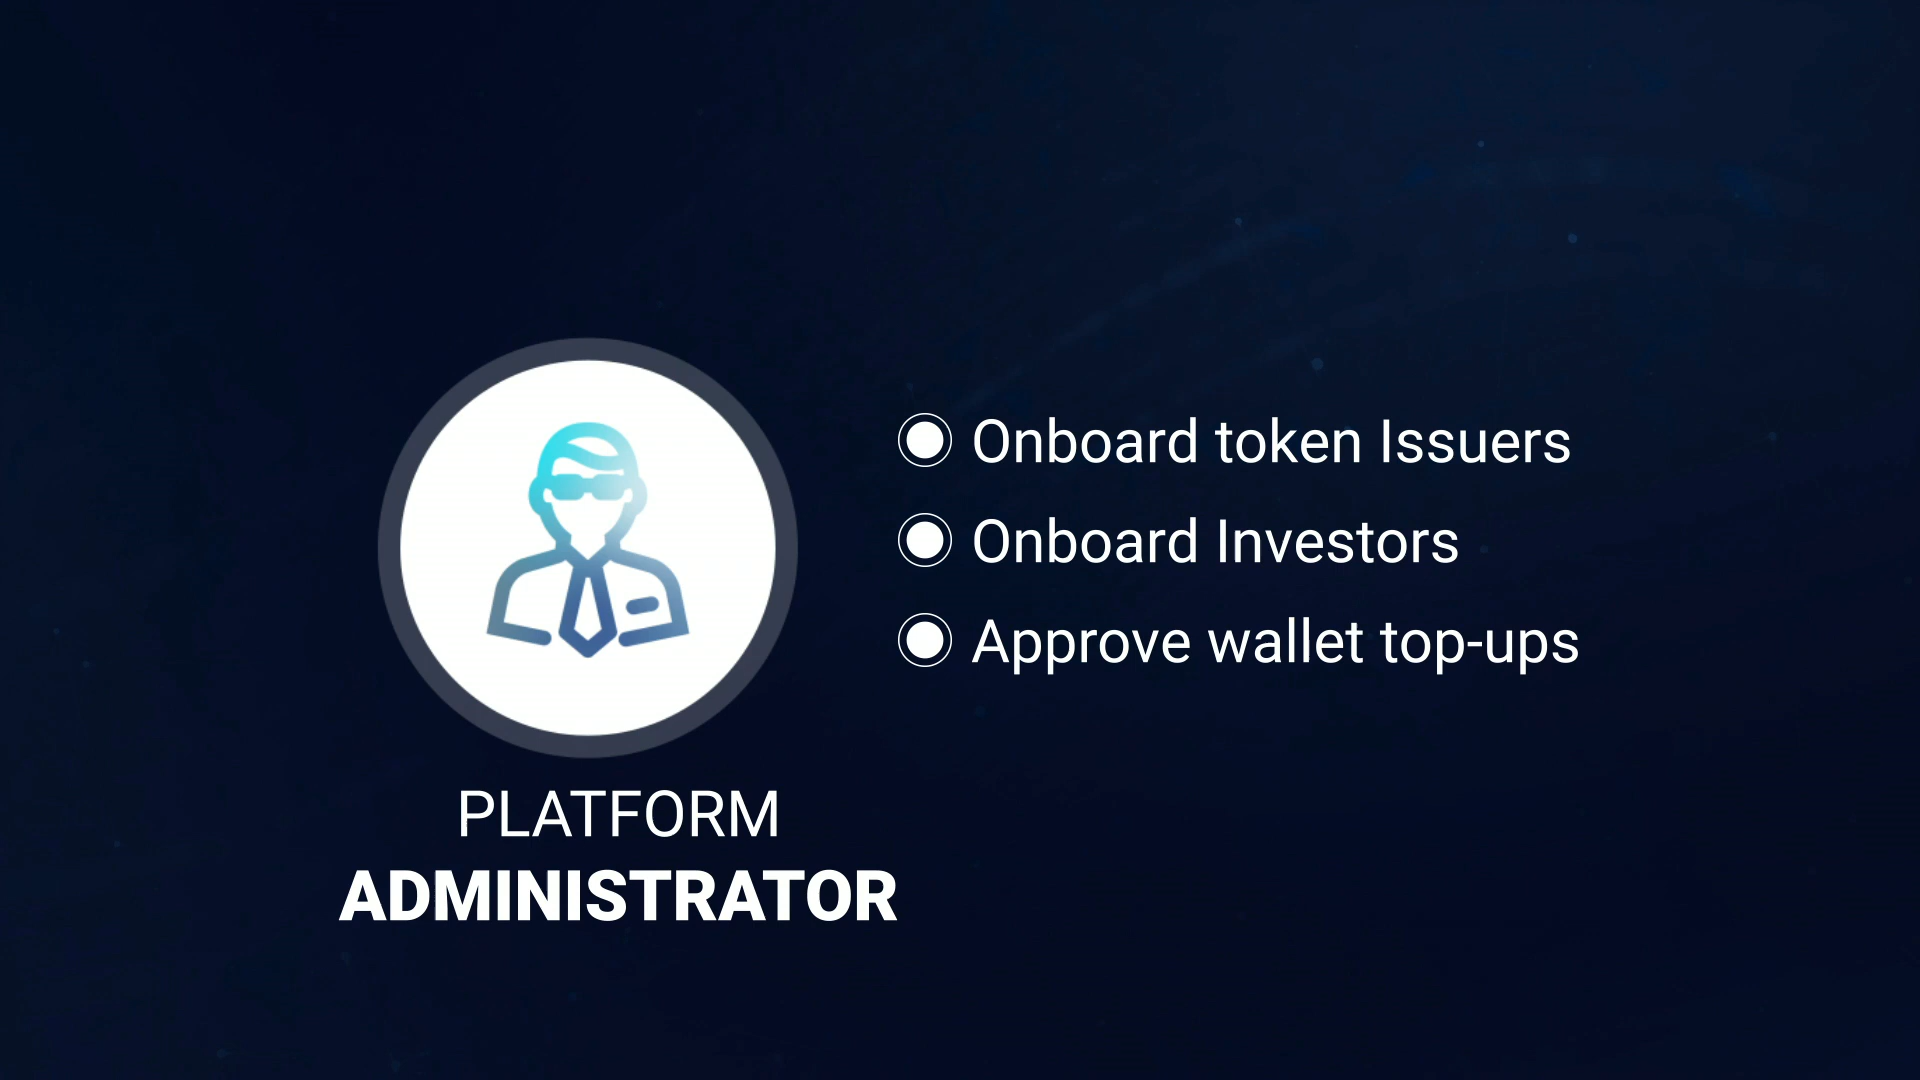 Onboard token Issuers
Onboard Investors
Approve wallet top-ups
PLATFORM
ADMINISTRATOR